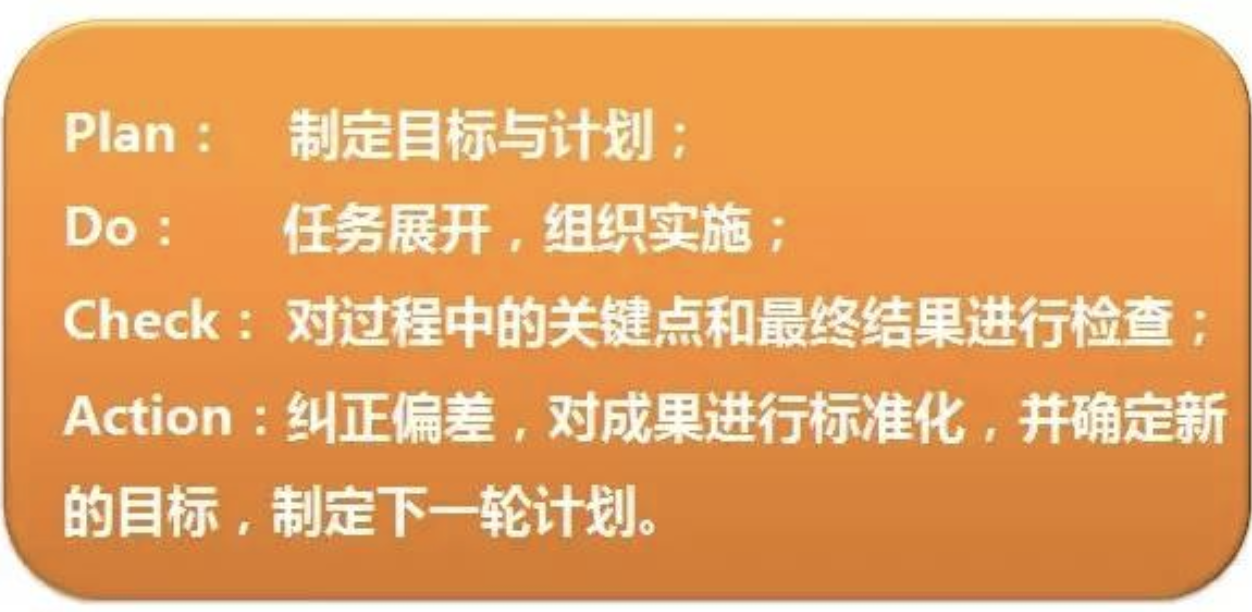 Plan： 制定目标与计划；
Do： 任务展开，组织实施；
Check：对过程中的关键点和最终结果进行检查；
Action：纠正偏差，对成果进行标准化，并确定新
的目标，制定下一轮计划。